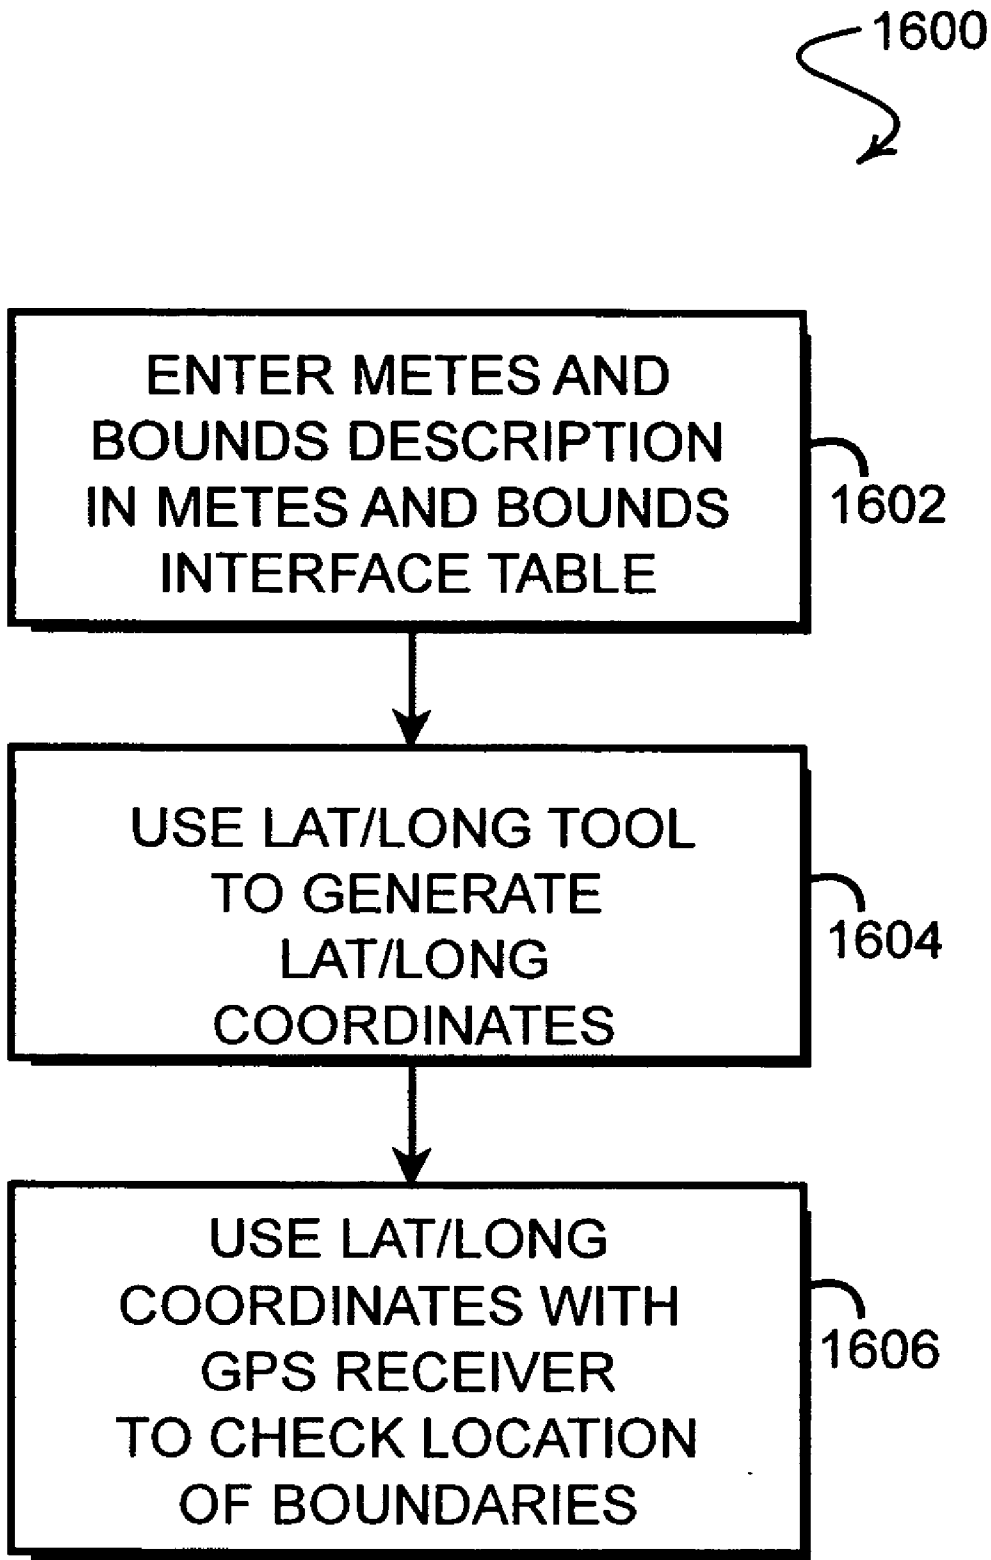 1600
ENTER METES AND
BOUNDS DESCRIPTION
IN METES AND BOUNDS
INTERFACE TABLE
1602
USE LAT/LONG TOOL
TO GENERATE
LAT/LONG
COORDINATES
1604
USE LAT/LONG
COORDINATES WITH
GPS RECEIVER
TO CHECK LOCATION
OF BOUNDARIES
1606